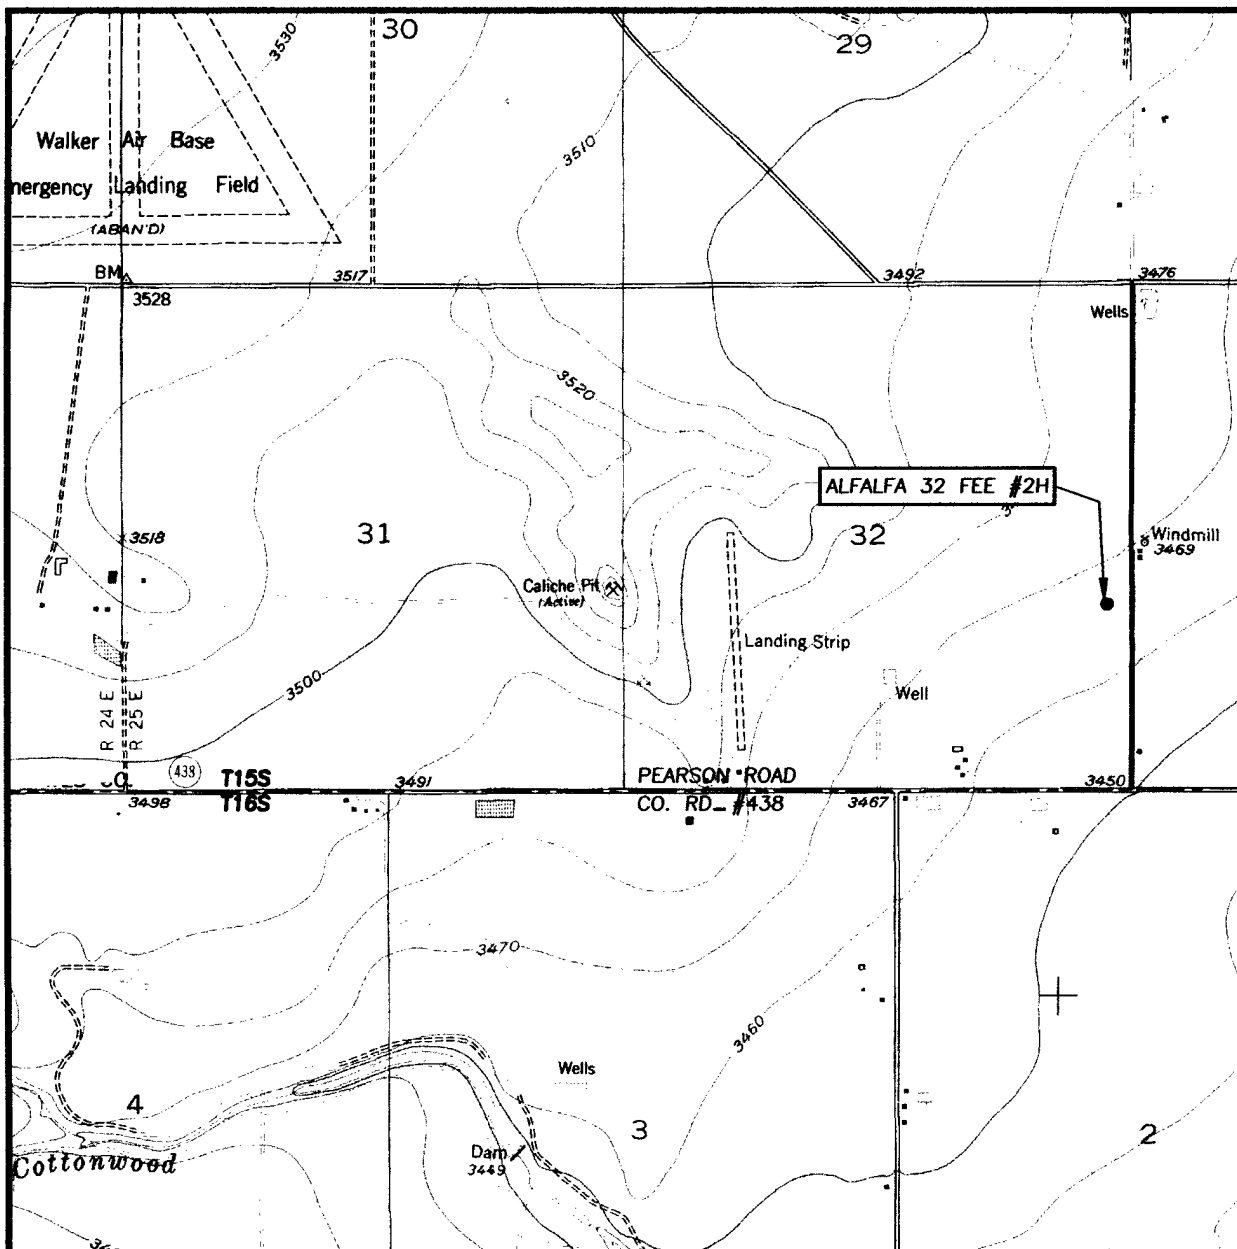 30
29
3530
Walker Air Base
3510
nergency Landing Field
(ABAN'D)
BM
3517
3492
3476
3528
Wells
3520
ALFALFA 32 FEE #2H
31
3518
32
Windmill
3469
Caliche Pit
(Active)
Landing Strip
3500
Well
R 24 E
R 25 E
438
T15S
3491
PEARSON ROAD
3450
3498
T16S
CO. RD. #438
3467
3470
3460
Wells
4
3
2
Dam
3449
Cottonwood